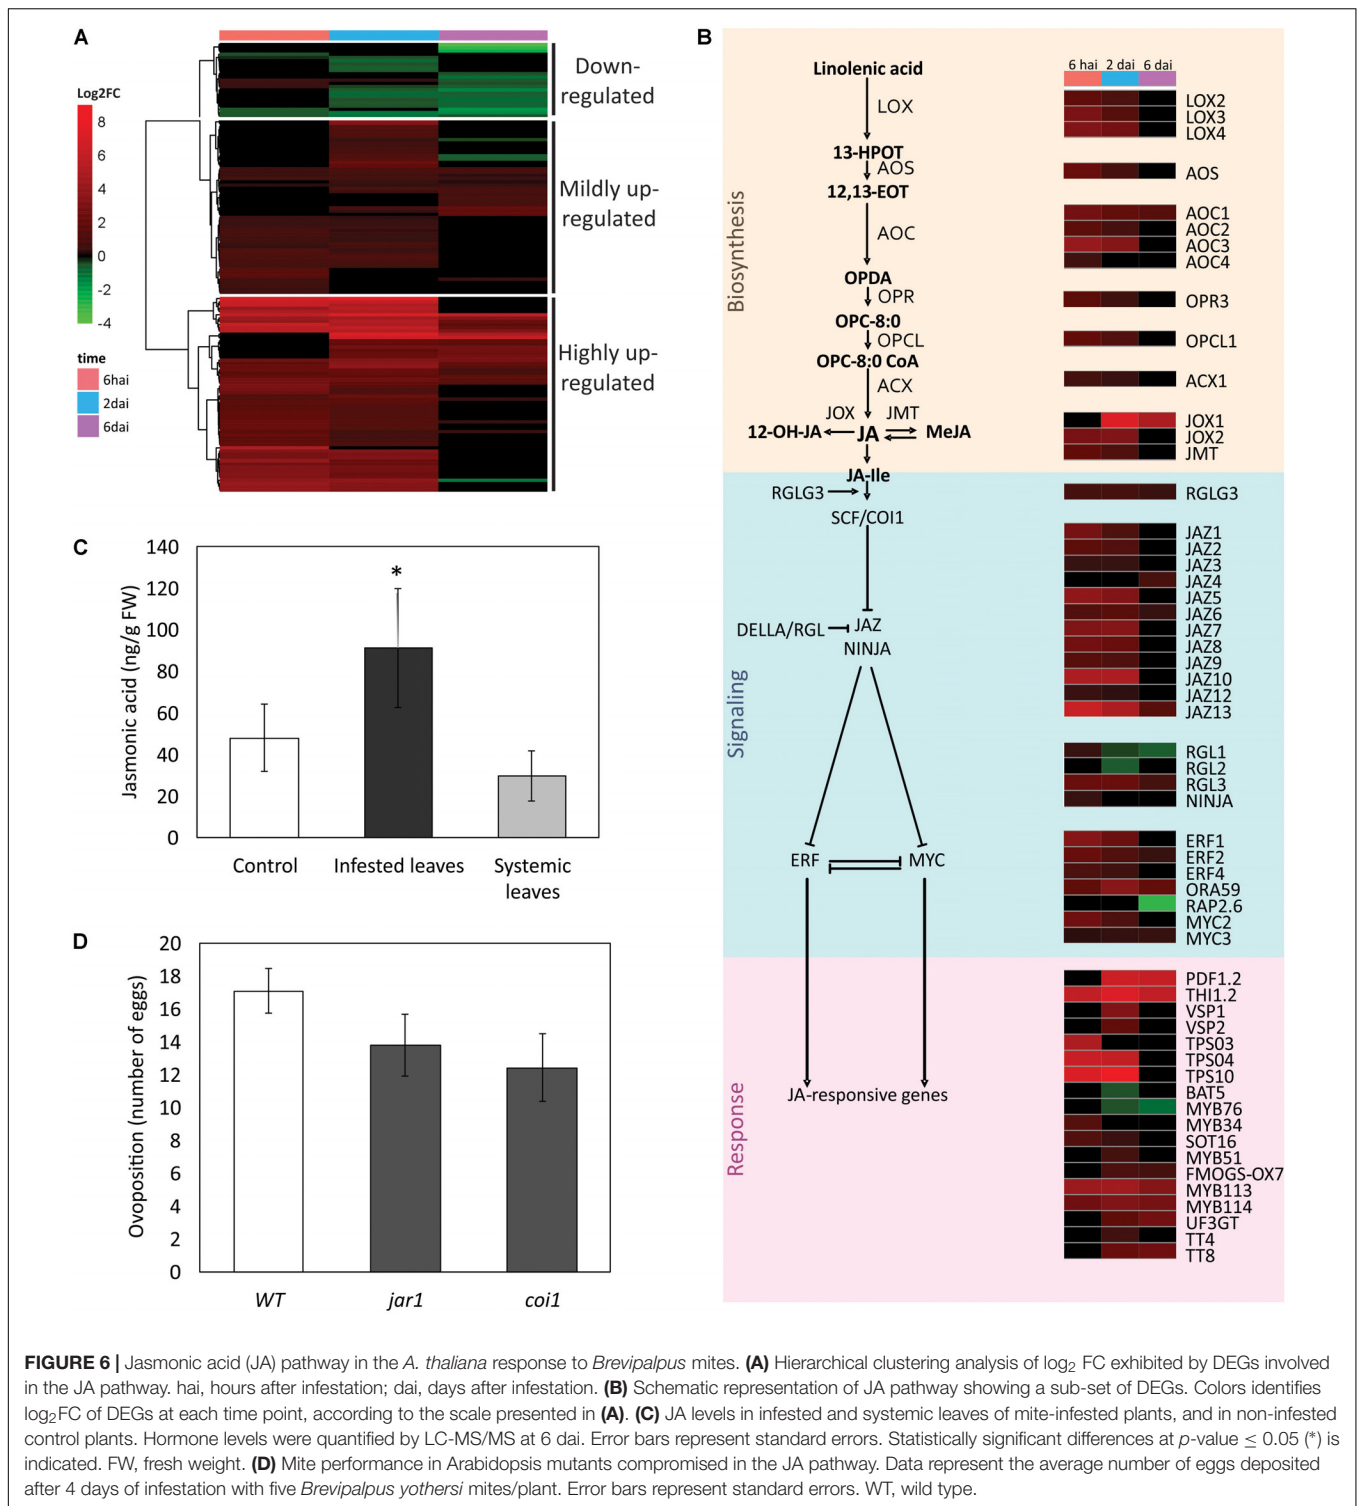 A
Log2FC
8
6
4
2
0
-2
-4
time
6hai
2dai
6dai
Down-
regulated
Mildly up-
regulated
Highly up-
regulated
B
Biosynthesis
Linolenic acid
LOX
13-HPOT
AOS
12,13-EOT
AOC
OPDA
OPR
OPC-8:0
OPCL
OPC-8:0 CoA
ACX
JOX JMT
12-OH-JA JA MeJA
JA-Ile
Signaling
RGLG3
SCF/COI1
DELLA/RGL JAZ
NINJA
ERF MYC
Response
JA-responsive genes
6 hai 2 dai 6 dai
LOX2
LOX3
LOX4
AOS
AOC1
AOC2
AOC3
AOC4
OPR3
OPCL1
ACX1
JOX1
JOX2
JMT
RGLG3
JAZ1
JAZ2
JAZ3
JAZ4
JAZ5
JAZ6
JAZ7
JAZ8
JAZ9
JAZ10
JAZ12
JAZ13
RGL1
RGL2
RGL3
NINJA
ERF1
ERF2
ERF4
ORA59
RAP2.6
MYC2
MYC3
PDF1.2
THI1.2
VSP1
VSP2
TPS03
TPS04
TPS10
BAT5
MYB76
MYB34
SOT16
MYB51
FMOGS-OX7
MYB113
MYB114
UF3GT
TT4
TT8
C
Jasmonic acid (ng/g FW)
140
120
100
80
60
40
20
0
*
Control
Infested leaves
Systemic
leaves
D
Ovoposition (number of eggs)
20
18
16
14
12
10
8
6
4
2
0
WT
jar1
coi1
FIGURE 6 | Jasmonic acid (JA) pathway in the A. thaliana response to Brevipalpus mites. (A) Hierarchical clustering analysis of log2 FC exhibited by DEGs involved
in the JA pathway. hai, hours after infestation; dai, days after infestation. (B) Schematic representation of JA pathway showing a sub-set of DEGs. Colors identifies
log2FC of DEGs at each time point, according to the scale presented in (A). (C) JA levels in infested and systemic leaves of mite-infested plants, and in non-infested
control plants. Hormone levels were quantified by LC-MS/MS at 6 dai. Error bars represent standard errors. Statistically significant differences at p-value ≤ 0.05 (*) is
indicated. FW, fresh weight. (D) Mite performance in Arabidopsis mutants compromised in the JA pathway. Data represent the average number of eggs deposited
after 4 days of infestation with five Brevipalpus yothersi mites/plant. Error bars represent standard errors. WT, wild type.